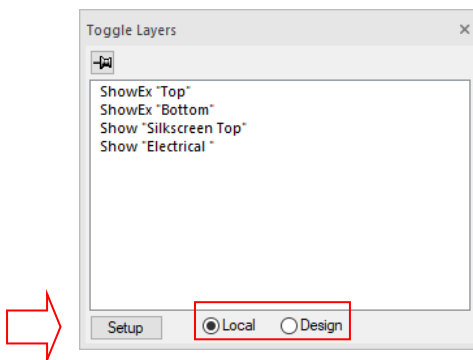 Toggle Layers
ShowEx "Top"
ShowEx "Bottom"
Show "Silkscreen Top"
Show "Electrical "
Setup Local Design